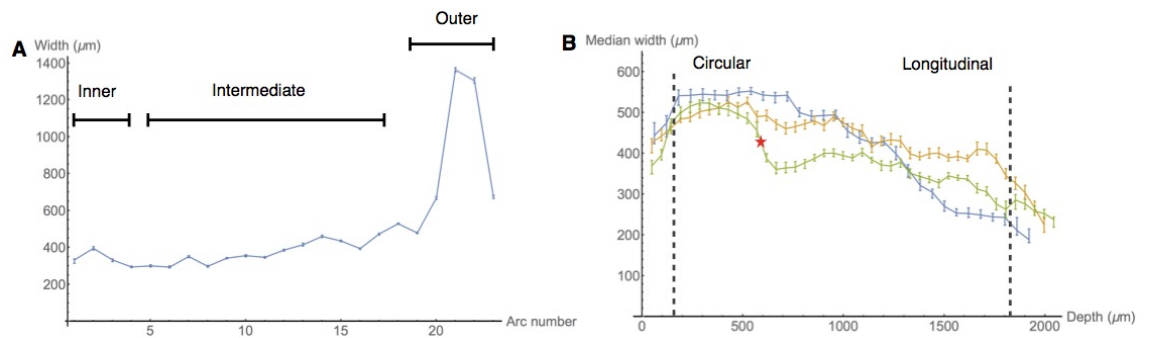 A
Width (μm)
1400
1200
1000
800
600
400
200
5
10
15
20
Arc number
Inner
Intermediate
Outer
B
Median width (μm)
600
500
400
300
200
100
0
500
1000
1500
2000
Depth (μm)
Circular
Longitudinal